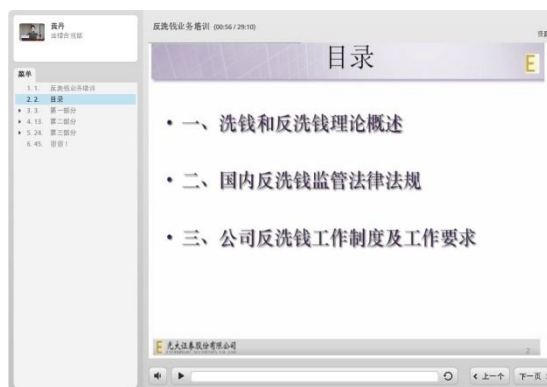 反洗钱业务培训 (00:56 / 29:10)
菜单
1. 1. 反洗钱业务培训
2. 2. 目录
3. 3. 第一部分
4. 13. 第二部分
5. 24. 第三部分
6. 45. 谢谢！
目录
E
• 一、洗钱和反洗钱理论概述
• 二、国内反洗钱监管法律法规
• 三、公司反洗钱工作制度及工作要求
E 光大证券股份有限公司
2
上一个 下一页